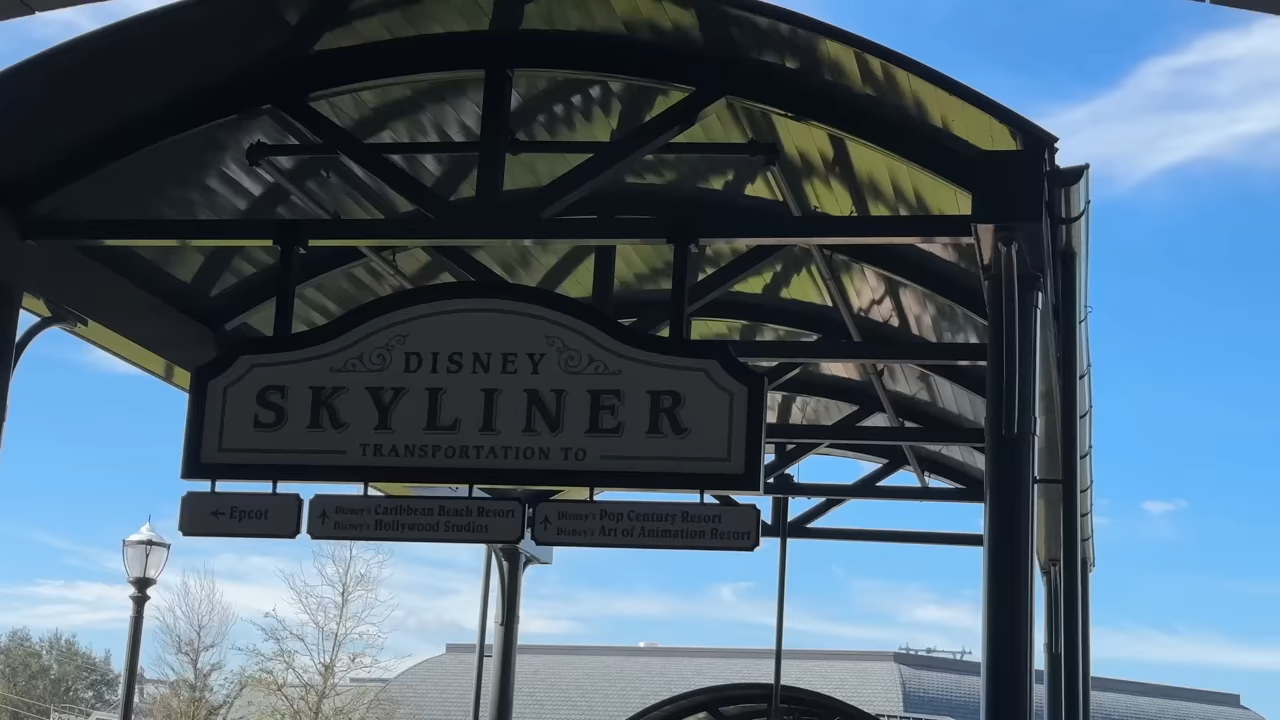 DISNEY
SKYLINER
TRANSPORTATION TO
← Epcot
↑ Disney's Caribbean Beach Resort
Disney's Hollywood Studios
↑ Disney's Pop Century Resort
Disney's Art of Animation Resort